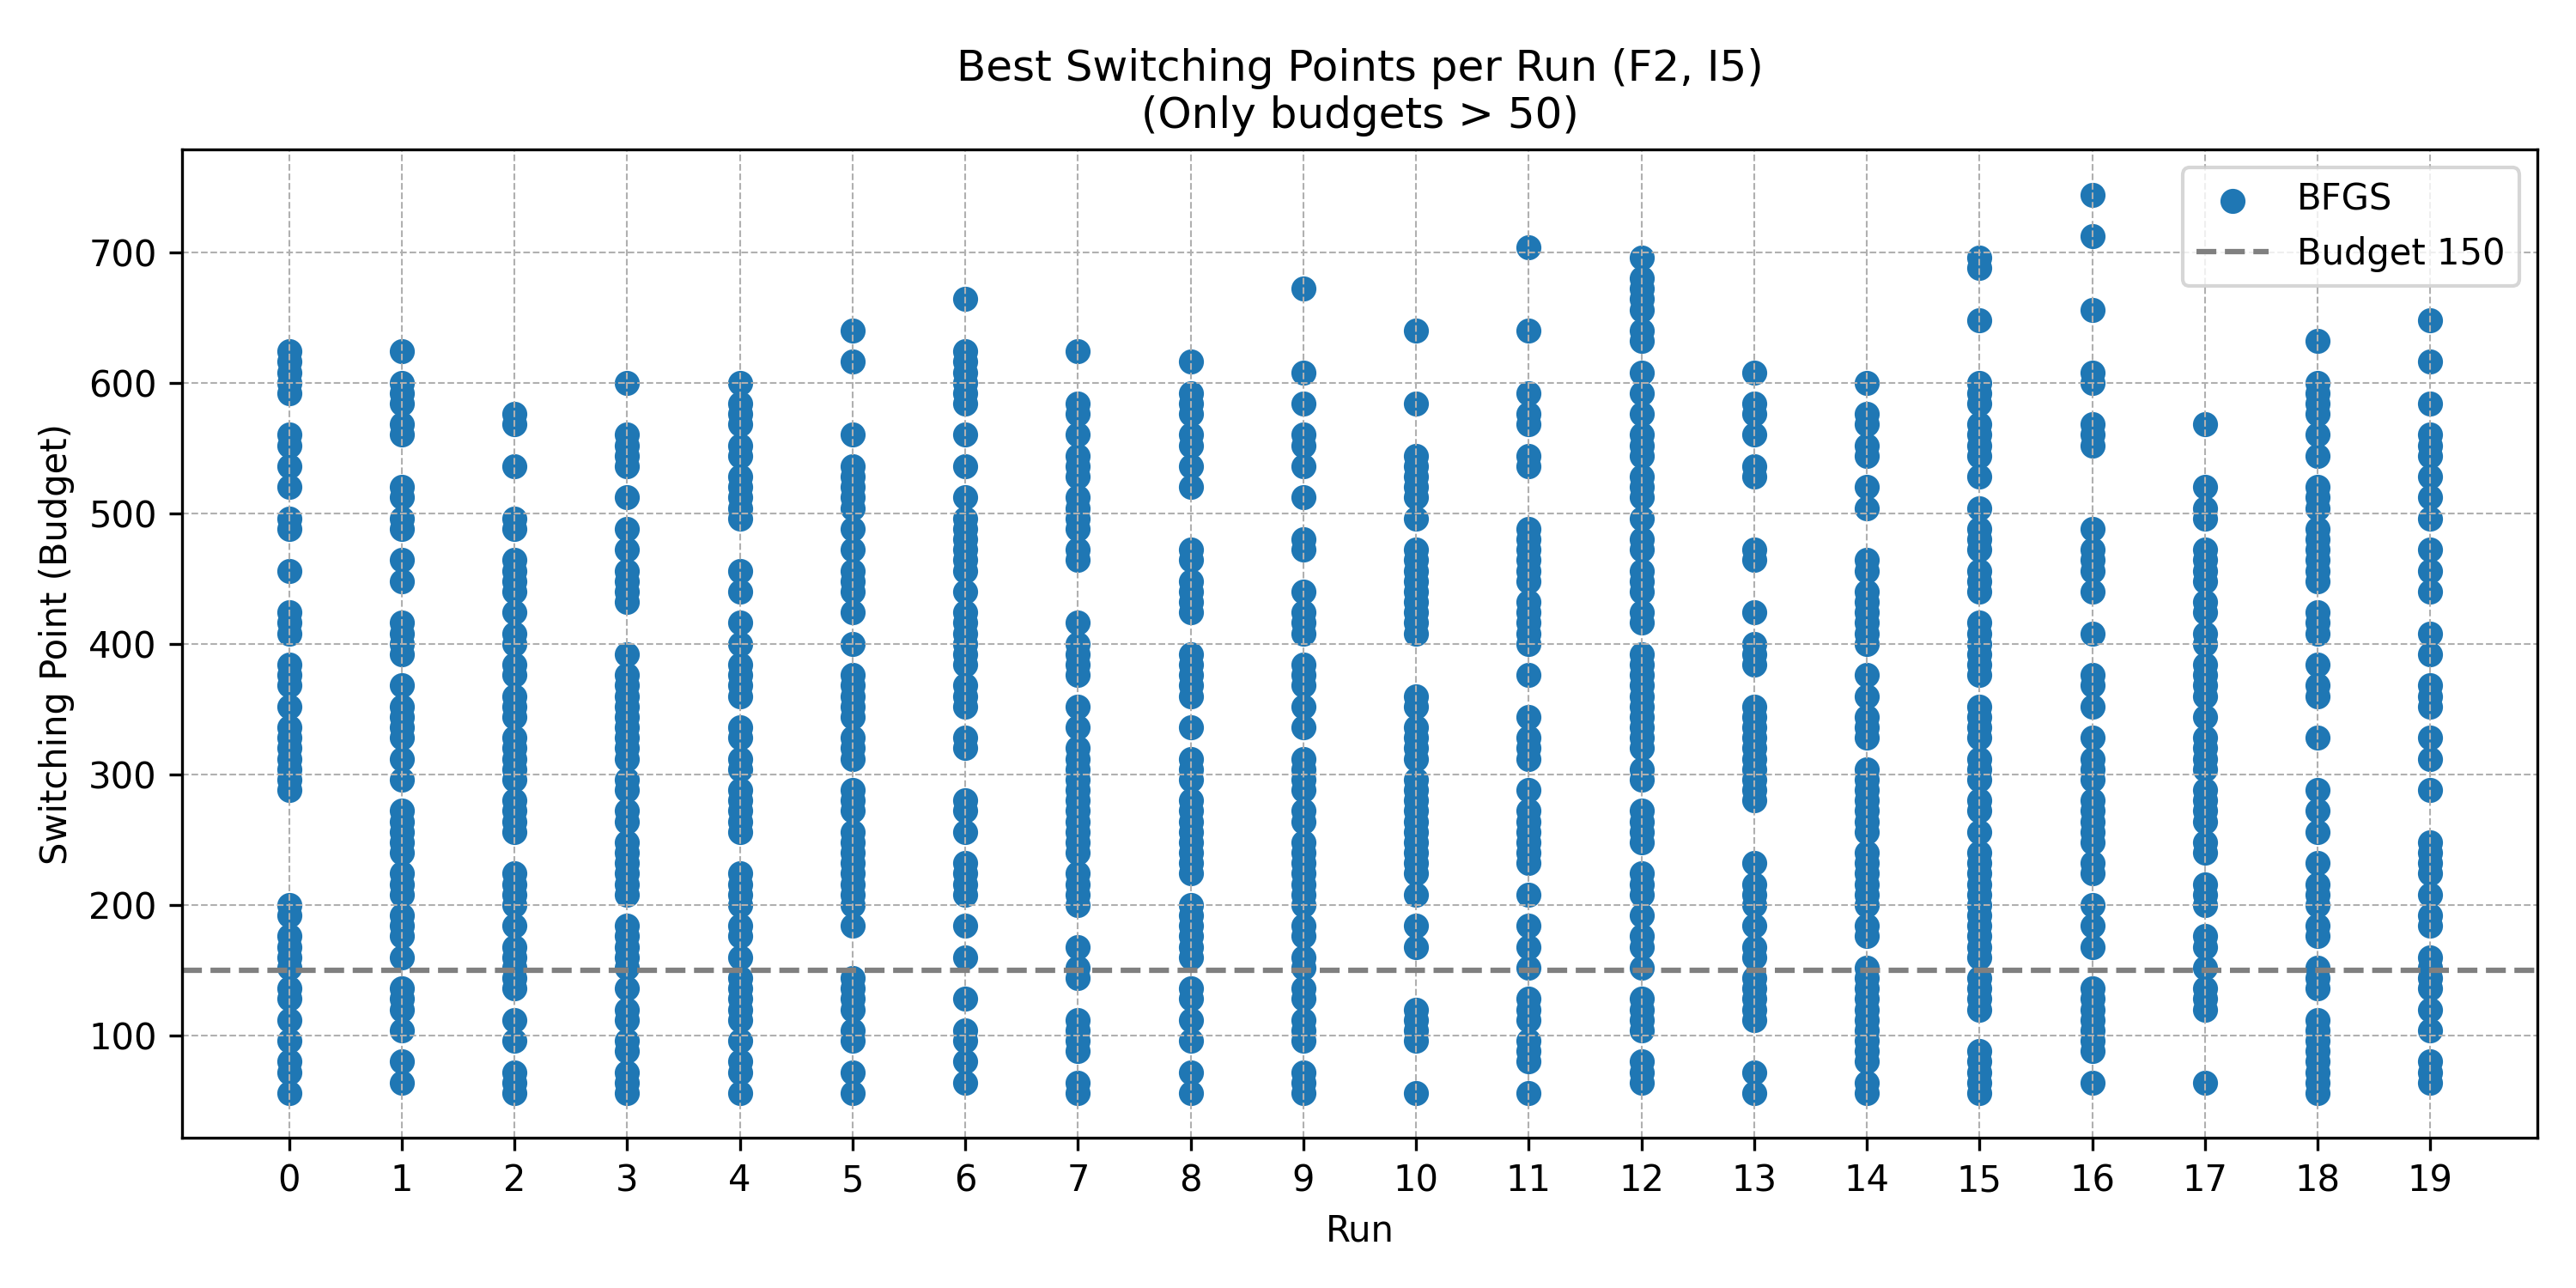 Best Switching Points per Run (F2, I5)
(Only budgets > 50)
BFGS
Budget 150
Switching Point (Budget)
700
600
500
400
300
200
100
0 1 2 3 4 5 6 7 8 9 10 11 12 13 14 15 16 17 18 19
Run